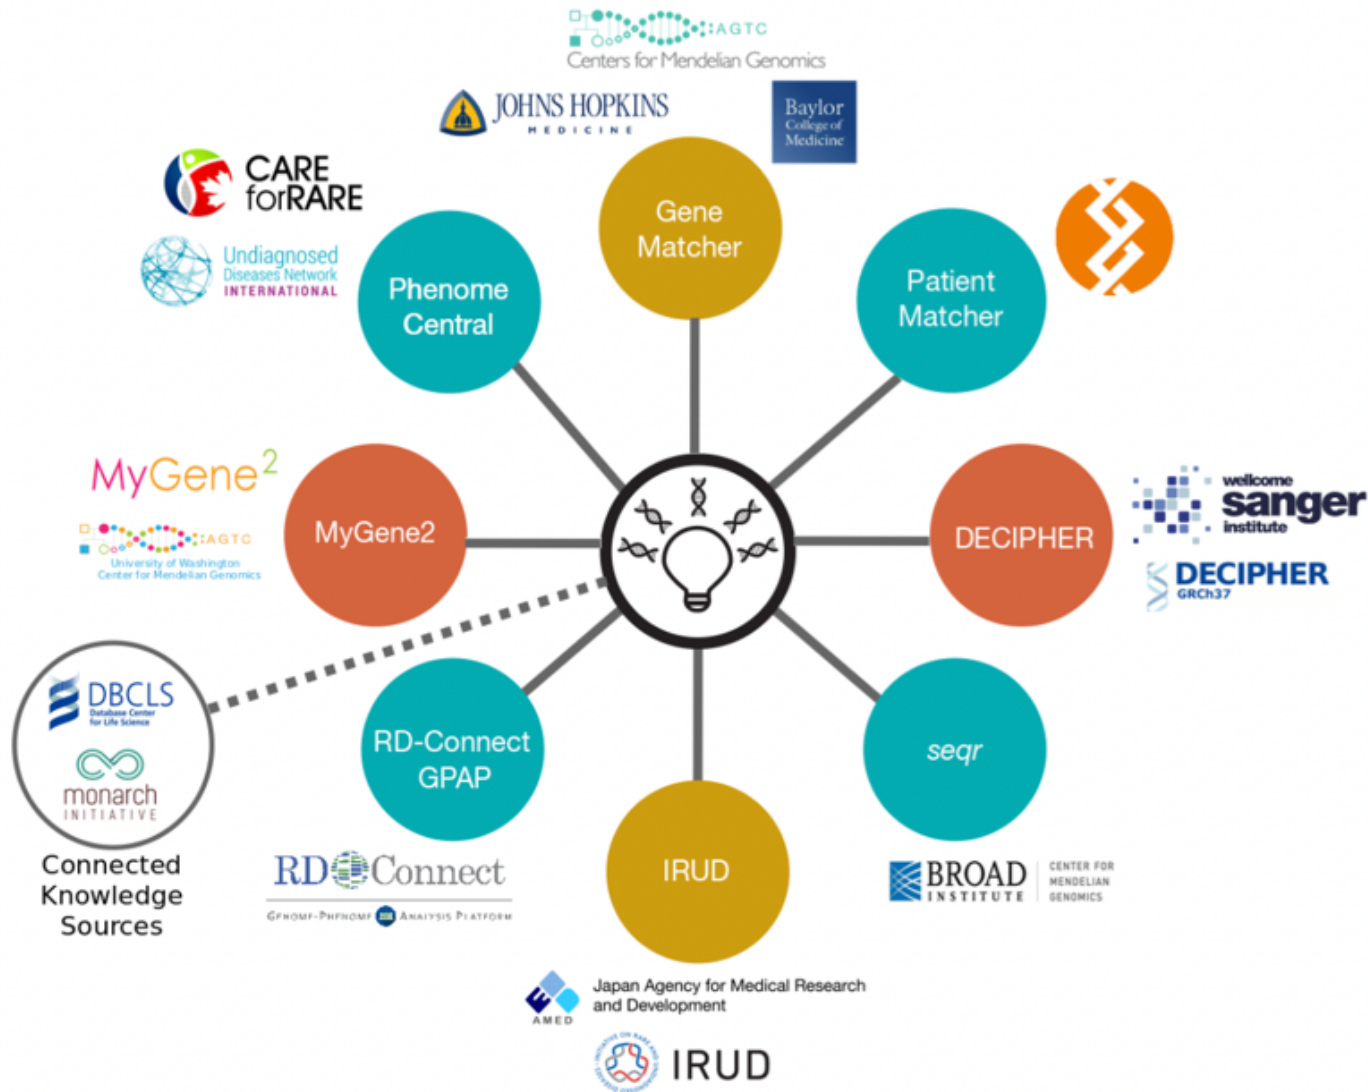 AGTC
Centers for Mendelian Genomics
JOHNS HOPKINS
MEDICINE
Baylor
College of
Medicine
CARE
forRARE
Undiagnosed
Diseases Network
INTERNATIONAL
Gene
Matcher
Phenome
Central
Patient
Matcher
MyGene2
AGTC
University of Washington
Center for Mendelian Genomics
MyGene2
DECIPHER
wellcome
sanger
institute
DECIPHER
GRCh37
DBCLS
Database Center
for Life Science
monarch
INITIATIVE
Connected
Knowledge
Sources
RD-Connect
GPAP
RD Connect
GENOME-PHENOME ANALYSIS PLATFORM
seqr
BROAD
INSTITUTE
CENTER FOR
MENDELIAN
GENOMICS
IRUD
AMED
Japan Agency for Medical Research
and Development
IRUD